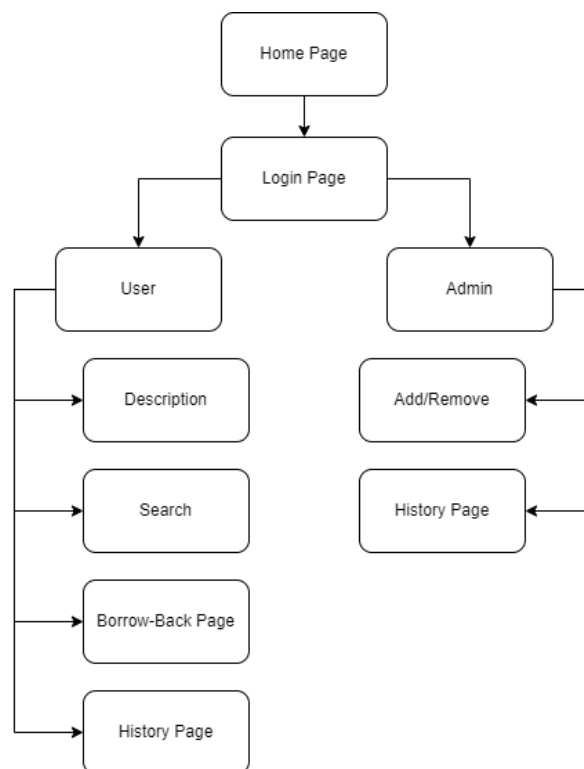 Home Page
Login Page
User
Admin
Description
Add/Remove
Search
History Page
Borrow-Back Page
History Page